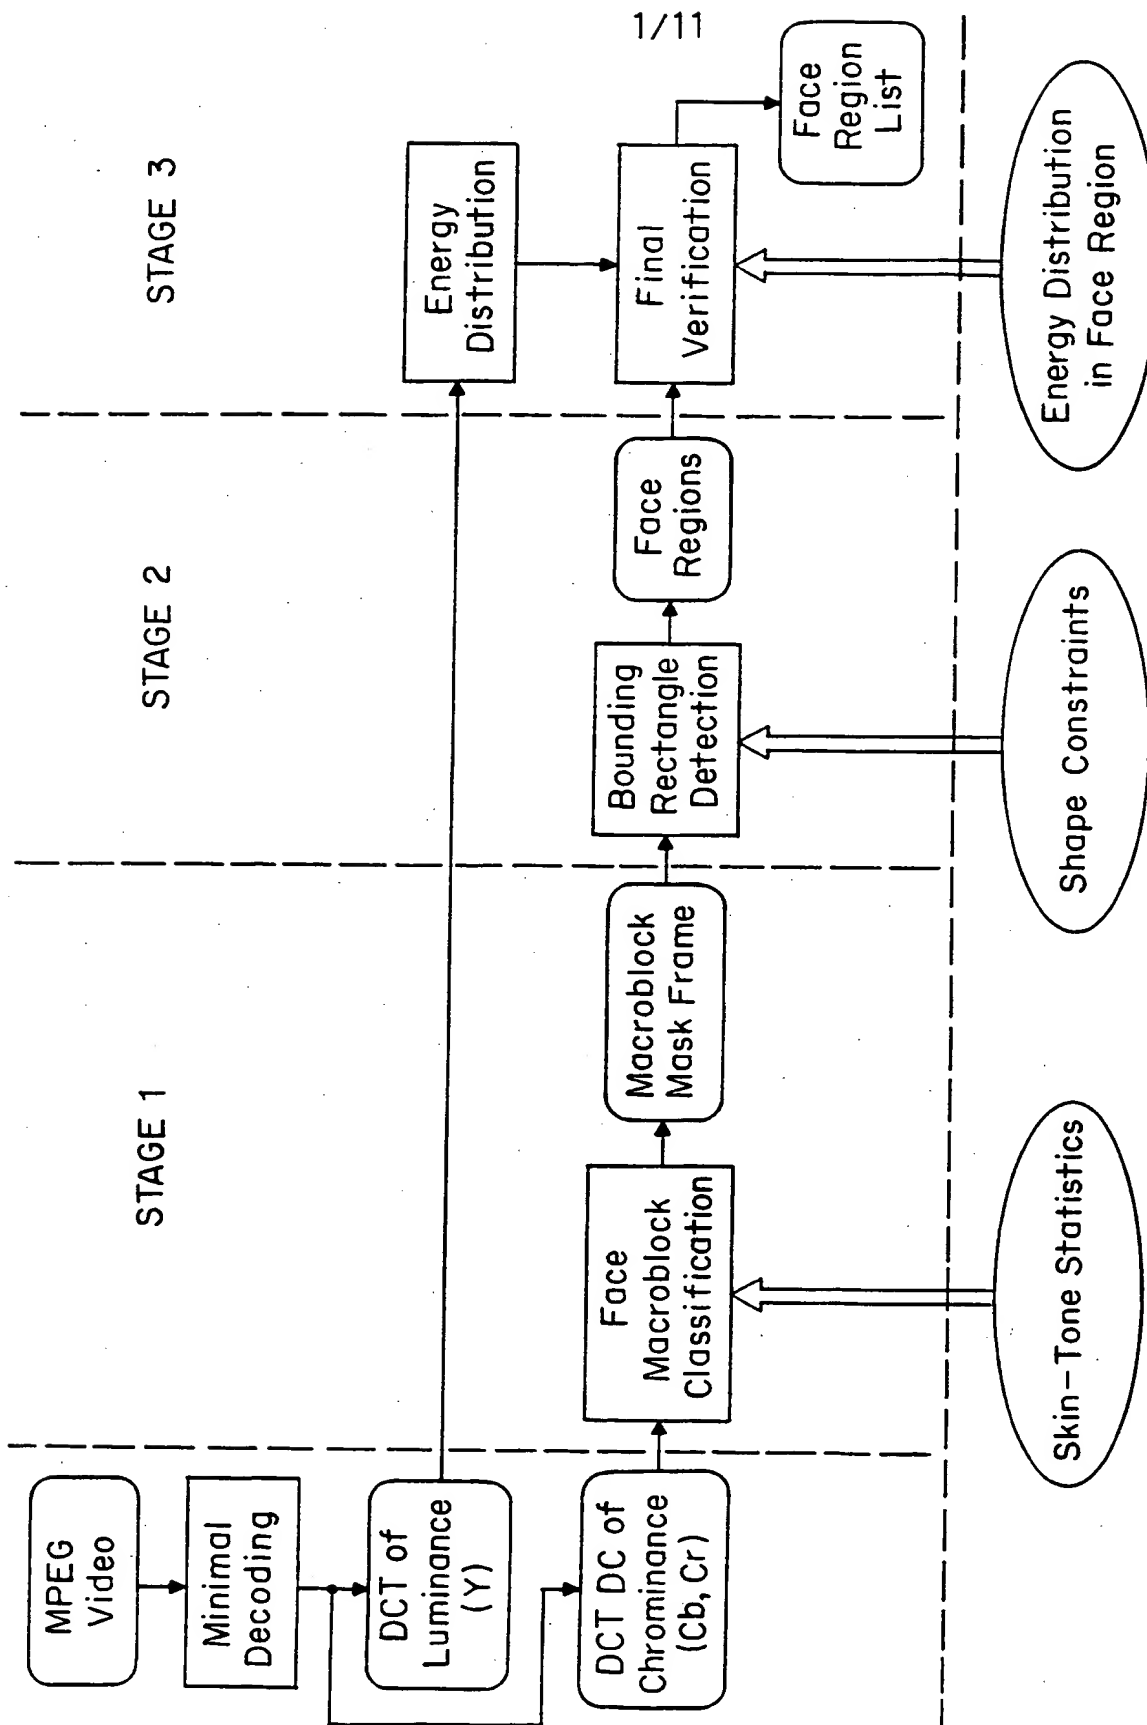 1/11
STAGE 1
STAGE 2
STAGE 3
MPEG
Video
Minimal
Decoding
DCT of
Luminance
(Y)
DCT DC of
Chrominance
(Cb, Cr)
Face
Macroblock
Classification
Macroblock
Mask Frame
Bounding
Rectangle
Detection
Face
Regions
Energy
Distribution
Final
Verification
Face
Region
List
Skin-Tone Statistics
Shape Constraints
Energy Distribution
in Face Region